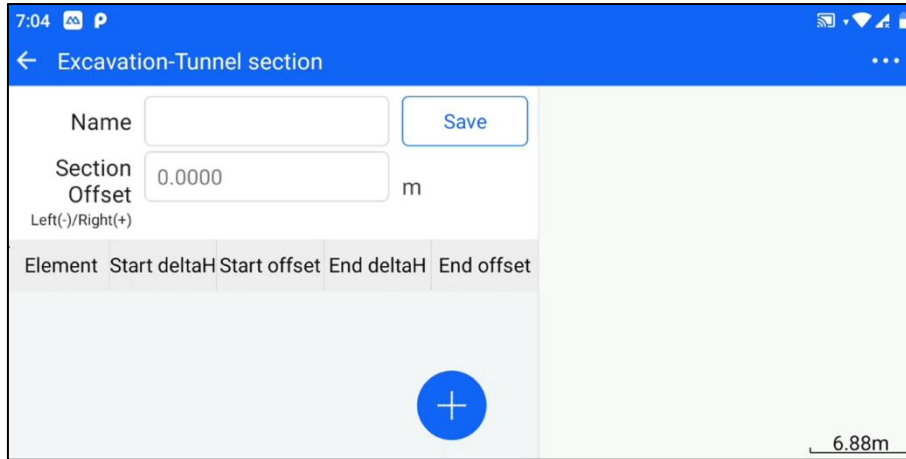 7:04
Excavation-Tunnel section
Name
Save
Section
Offset
0.0000
m
Left(-)/Right(+)
Element Start deltaH Start offset End deltaH End offset
6.88m